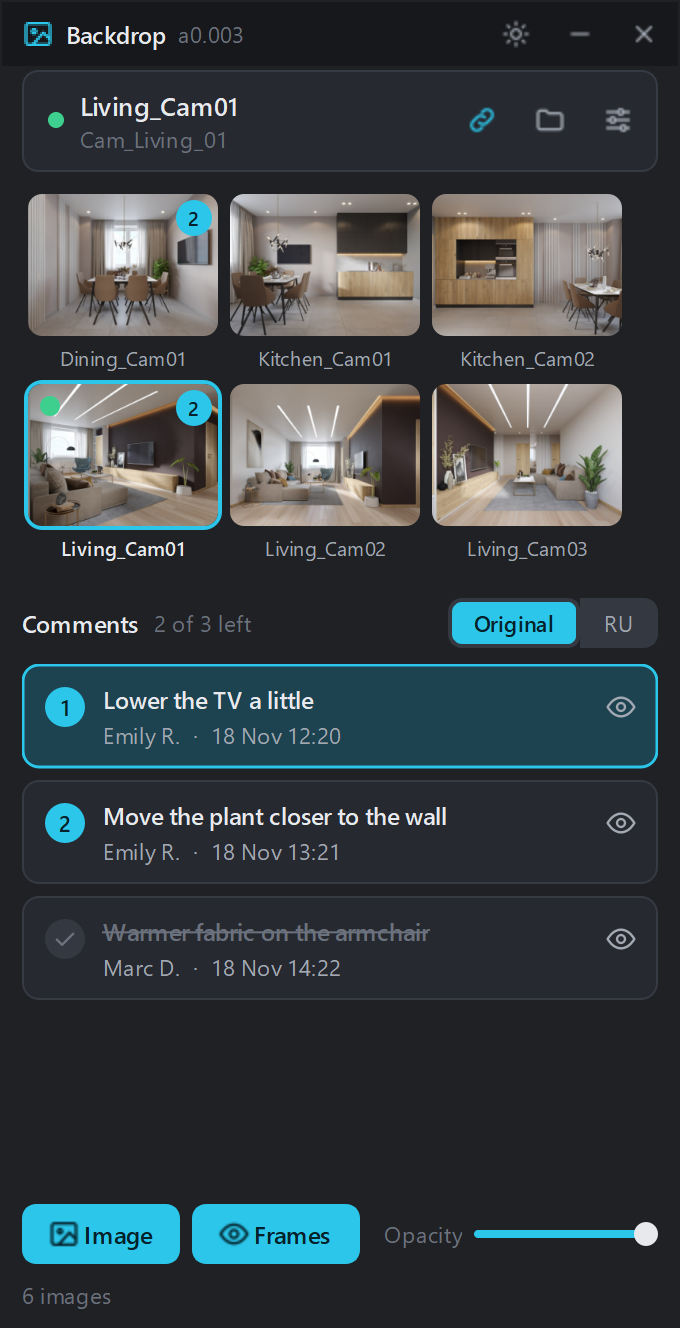 Backdrop a0.003
Living_Cam01
Cam_Living_01
2
Dining_Cam01 Kitchen_Cam01 Kitchen_Cam02
2
Living_Cam01 Living_Cam02 Living_Cam03
Comments 2 of 3 left Original RU
1 Lower the TV a little
Emily R. · 18 Nov 12:20
2 Move the plant closer to the wall
Emily R. · 18 Nov 13:21
Warmer fabric on the armchair
Marc D. · 18 Nov 14:22
Image Frames Opacity
6 images